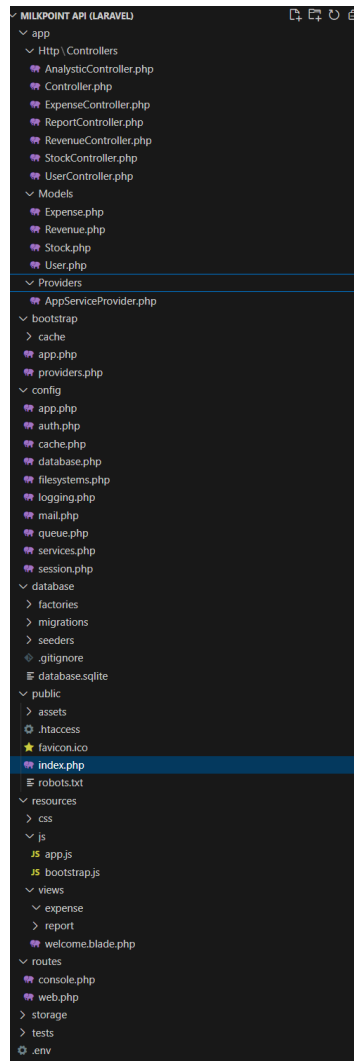 MILKPOINT API (LARAVEL)
app
Http\Controllers
AnalysticController.php
Controller.php
ExpenseController.php
ReportController.php
RevenueController.php
StockController.php
UserController.php
Models
Expense.php
Revenue.php
Stock.php
User.php
Providers
AppServiceProvider.php
bootstrap
cache
app.php
providers.php
config
app.php
auth.php
cache.php
database.php
filesystems.php
logging.php
mail.php
queue.php
services.php
session.php
database
factories
migrations
seeders
.gitignore
database.sqlite
public
assets
.htaccess
favicon.ico
index.php
robots.txt
resources
css
js
JS app.js
JS bootstrap.js
views
expense
report
welcome.blade.php
routes
console.php
web.php
storage
tests
.env